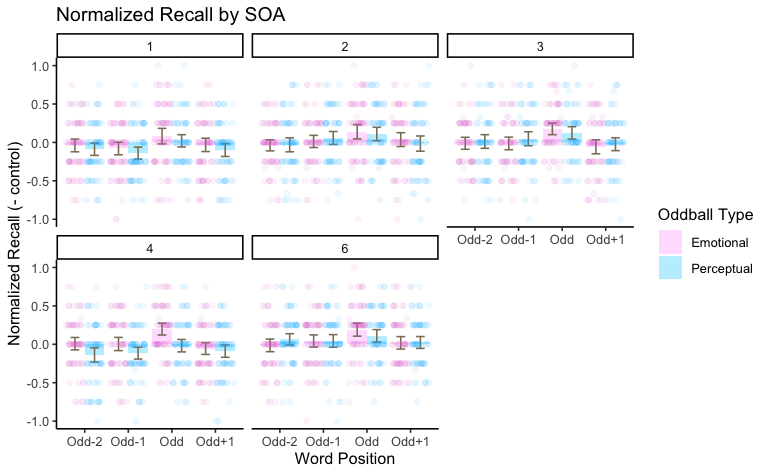 Normalized Recall by SOA
1
2
3
1.0
0.5
0.0
-0.5
-1.0
Odd-2 Odd-1 Odd Odd+1
4
6
1.0
0.5
0.0
-0.5
-1.0
Odd-2 Odd-1 Odd Odd+1
Odd-2 Odd-1 Odd Odd+1
Normalized Recall (- control)
Word Position
Oddball Type
Emotional
Perceptual